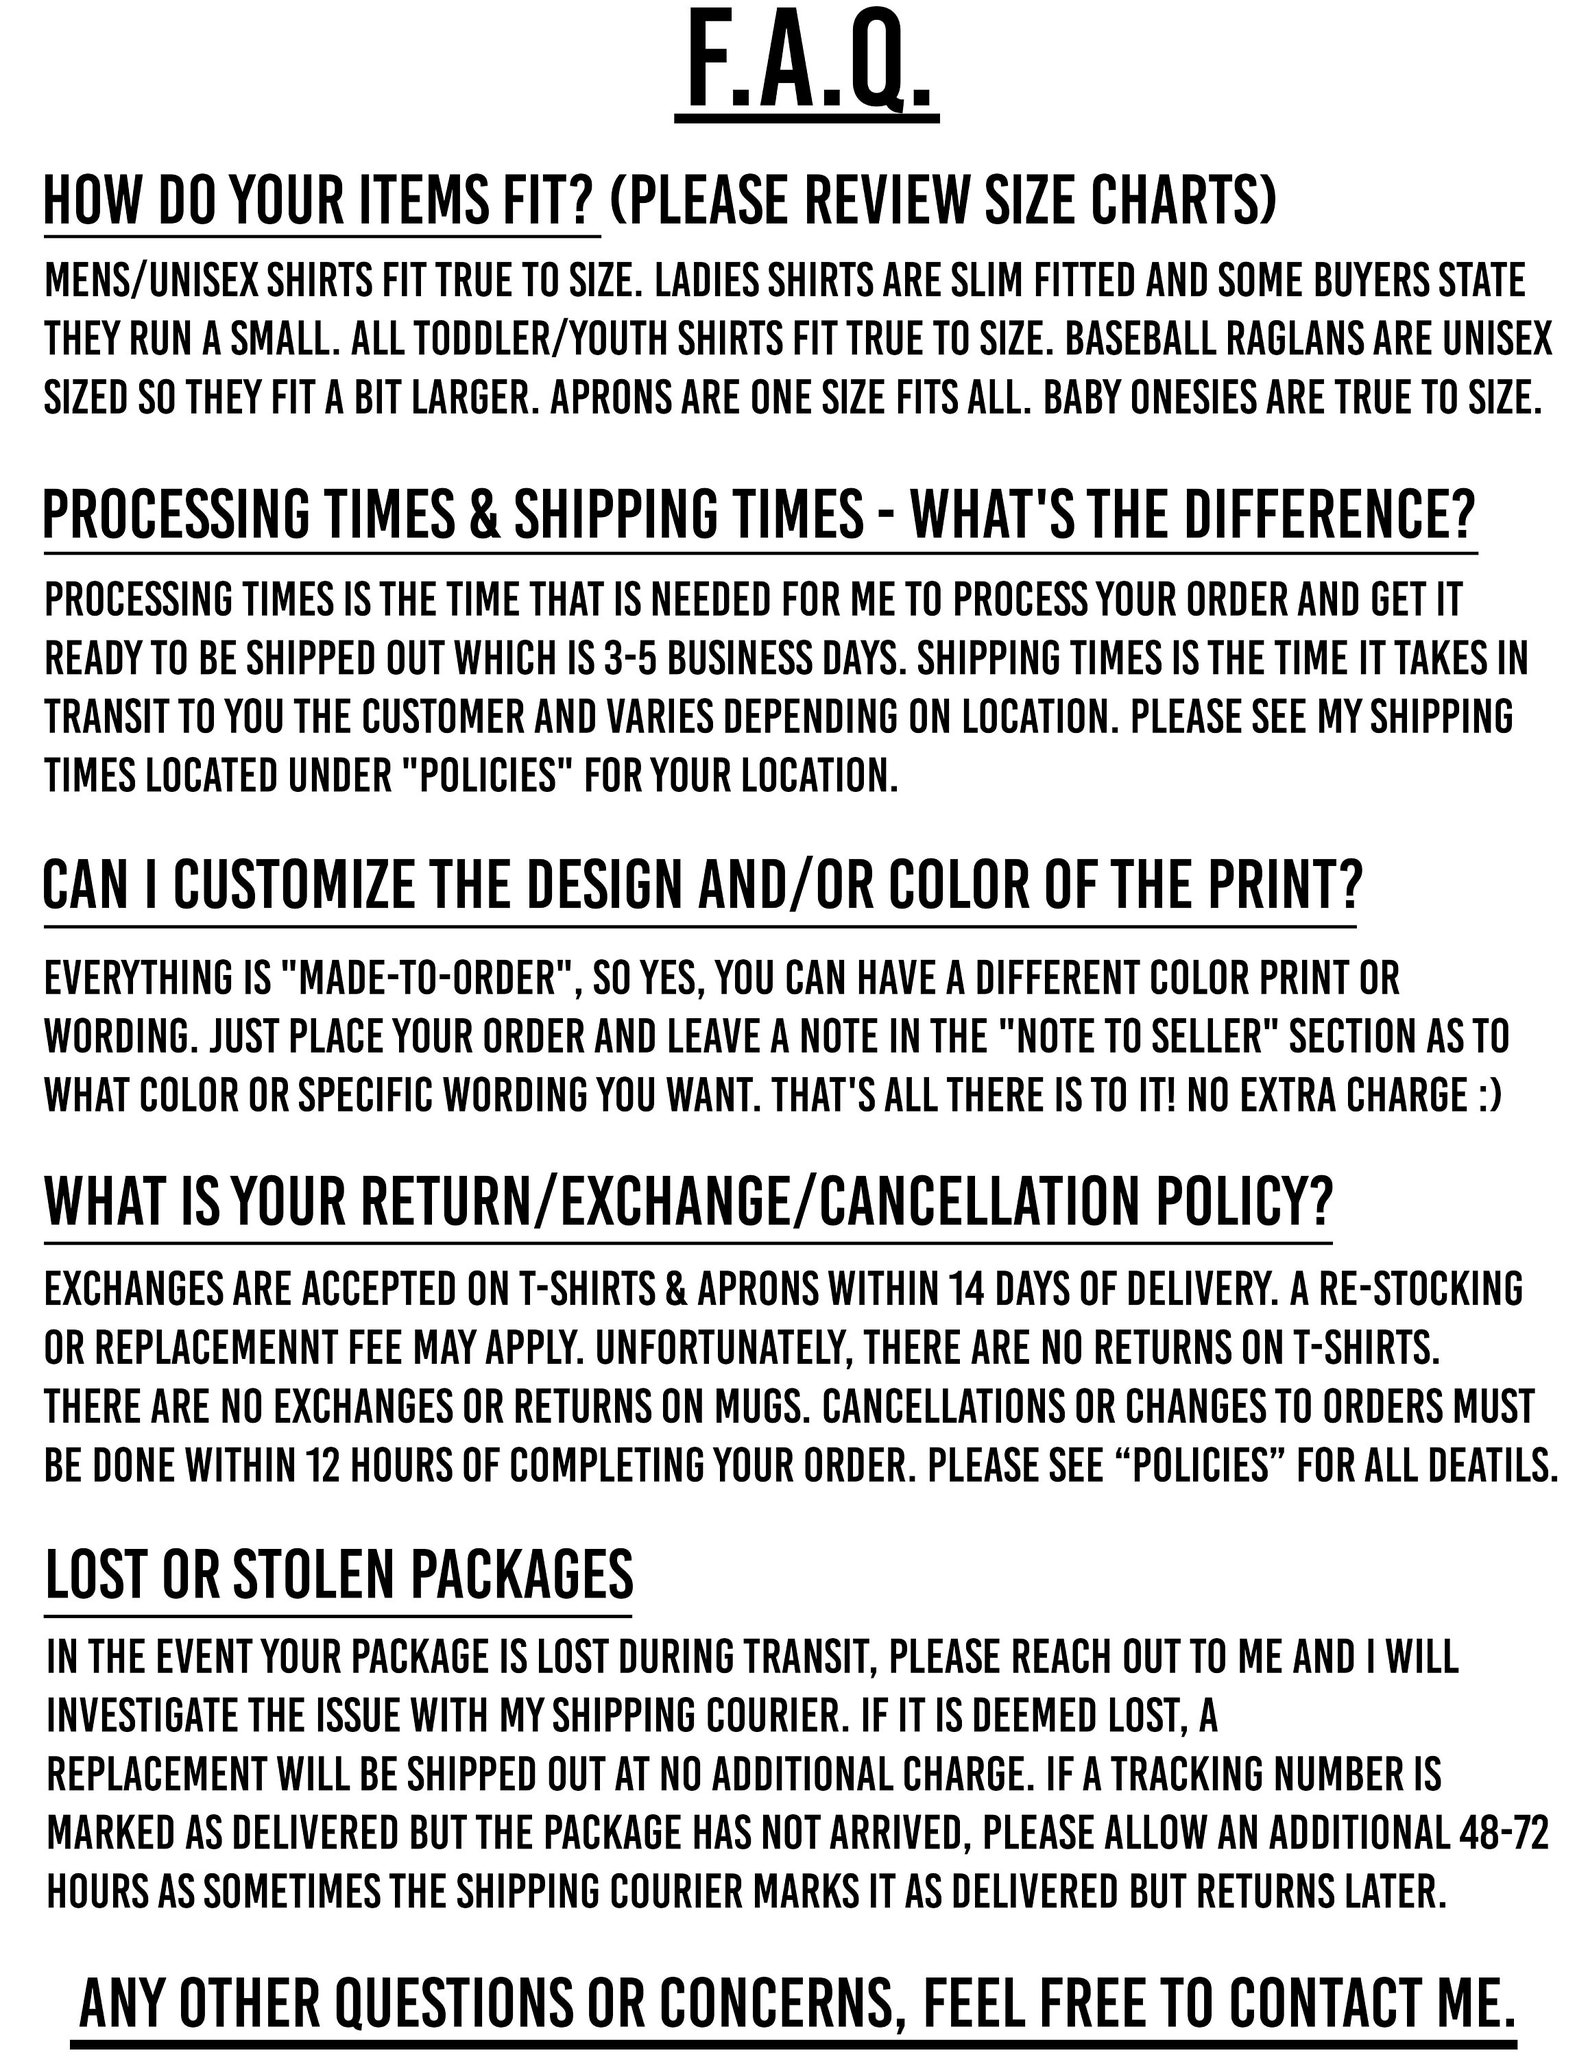 F.A.Q.
HOW DO YOUR ITEMS FIT? (PLEASE REVIEW SIZE CHARTS)
MENS/UNISEX SHIRTS FIT TRUE TO SIZE. LADIES SHIRTS ARE SLIM FITTED AND SOME BUYERS STATE
THEY RUN A SMALL. ALL TODDLER/YOUTH SHIRTS FIT TRUE TO SIZE. BASEBALL RAGLANS ARE UNISEX
SIZED SO THEY FIT A BIT LARGER. APRONS ARE ONE SIZE FITS ALL. BABY ONESIES ARE TRUE TO SIZE.
PROCESSING TIMES & SHIPPING TIMES - WHAT'S THE DIFFERENCE?
PROCESSING TIMES IS THE TIME THAT IS NEEDED FOR ME TO PROCESS YOUR ORDER AND GET IT
READY TO BE SHIPPED OUT WHICH IS 3-5 BUSINESS DAYS. SHIPPING TIMES IS THE TIME IT TAKES IN
TRANSIT TO YOU THE CUSTOMER AND VARIES DEPENDING ON LOCATION. PLEASE SEE MY SHIPPING
TIMES LOCATED UNDER "POLICIES" FOR YOUR LOCATION.
CAN I CUSTOMIZE THE DESIGN AND/OR COLOR OF THE PRINT?
EVERYTHING IS "MADE-TO-ORDER", SO YES, YOU CAN HAVE A DIFFERENT COLOR PRINT OR
WORDING. JUST PLACE YOUR ORDER AND LEAVE A NOTE IN THE "NOTE TO SELLER" SECTION AS TO
WHAT COLOR OR SPECIFIC WORDING YOU WANT. THAT'S ALL THERE IS TO IT! NO EXTRA CHARGE :)
WHAT IS YOUR RETURN/EXCHANGE/CANCELLATION POLICY?
EXCHANGES ARE ACCEPTED ON T-SHIRTS & APRONS WITHIN 14 DAYS OF DELIVERY. A RE-STOCKING
OR REPLACEMENNT FEE MAY APPLY. UNFORTUNATELY, THERE ARE NO RETURNS ON T-SHIRTS.
THERE ARE NO EXCHANGES OR RETURNS ON MUGS. CANCELLATIONS OR CHANGES TO ORDERS MUST
BE DONE WITHIN 12 HOURS OF COMPLETING YOUR ORDER. PLEASE SEE “POLICIES” FOR ALL DEATILS.
LOST OR STOLEN PACKAGES
IN THE EVENT YOUR PACKAGE IS LOST DURING TRANSIT, PLEASE REACH OUT TO ME AND I WILL
INVESTIGATE THE ISSUE WITH MY SHIPPING COURIER. IF IT IS DEEMED LOST, A
REPLACEMENT WILL BE SHIPPED OUT AT NO ADDITIONAL CHARGE. IF A TRACKING NUMBER IS
MARKED AS DELIVERED BUT THE PACKAGE HAS NOT ARRIVED, PLEASE ALLOW AN ADDITIONAL 48-72
HOURS AS SOMETIMES THE SHIPPING COURIER MARKS IT AS DELIVERED BUT RETURNS LATER.
ANY OTHER QUESTIONS OR CONCERNS, FEEL FREE TO CONTACT ME.